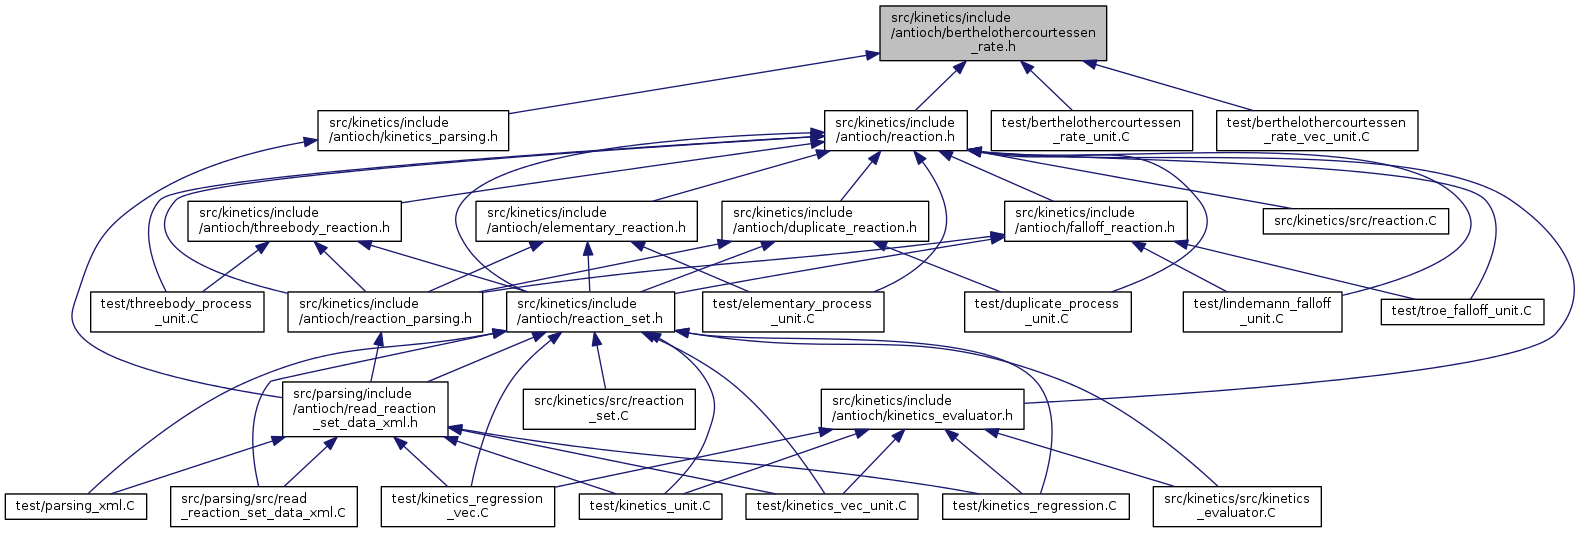 src/kinetics/include
/antioch/berthelothercourtessen
_rate.h
src/kinetics/include
/antioch/kinetics_parsing.h
src/kinetics/include
/antioch/reaction.h
test/berthelothercourtessen
_rate_unit.C
test/berthelothercourtessen
_rate_vec_unit.C
src/kinetics/include
/antioch/threebody_reaction.h
src/kinetics/include
/antioch/elementary_reaction.h
src/kinetics/include
/antioch/duplicate_reaction.h
src/kinetics/include
/antioch/falloff_reaction.h
src/kinetics/src/reaction.C
test/threebody_process
_unit.C
src/kinetics/include
/antioch/reaction_parsing.h
src/kinetics/include
/antioch/reaction_set.h
test/elementary_process
_unit.C
test/duplicate_process
_unit.C
test/lindemann_falloff
_unit.C
test/troe_falloff_unit.C
src/parsing/include
/antioch/read_reaction
_set_data_xml.h
src/kinetics/src/reaction
_set.C
src/kinetics/include
/antioch/kinetics_evaluator.h
test/parsing_xml.C
src/parsing/src/read
_reaction_set_data_xml.C
test/kinetics_regression
_vec.C
test/kinetics_unit.C
test/kinetics_vec_unit.C
test/kinetics_regression.C
src/kinetics/src/kinetics
_evaluator.C